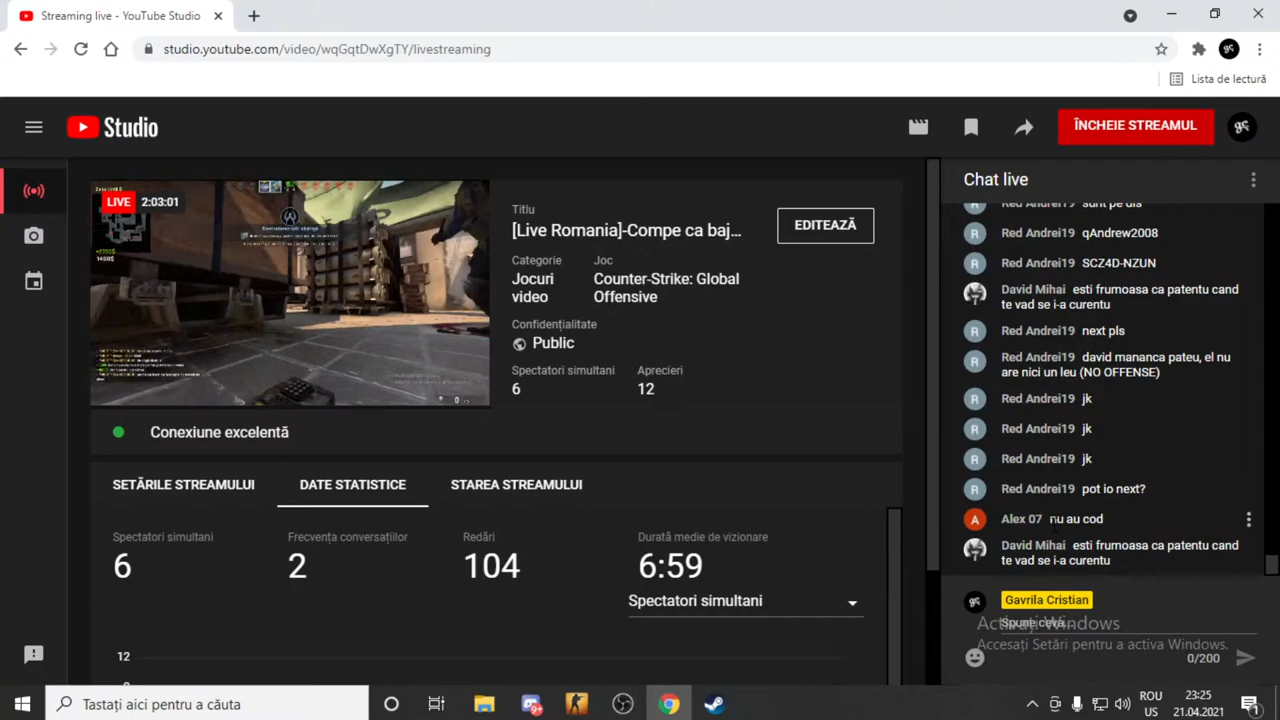 Streaming live - YouTube Studio
studio.youtube.com/video/wqGqtDwXgTY/livestreaming
Lista de lectură
Studio
ÎNCHEIE STREAMUL
LIVE 2:03:01
Titlu
[Live Romania]-Compe ca baj...
EDITEAZĂ
Categorie Joc
Jocuri video
Counter-Strike: Global Offensive
Confidențialitate
Public
Spectatori simultani Aprecieri
6 12
Conexiune excelentă
SETĂRILE STREAMULUI DATE STATISTICE STAREA STREAMULUI
Spectatori simultani Frecvența conversațiilor Redări Durată medie de vizionare
6 2 104 6:59
Spectatori simultani
12
Chat live
Red Andrei19 sunt pe dis
Red Andrei19 qAndrew2008
Red Andrei19 SCZ4D-NZUN
David Mihai esti frumoasa ca patentu cand
te vad se i-a curentu
Red Andrei19 next pls
Red Andrei19 david mananca pateu, el nu
are nici un leu (NO OFFENSE)
Red Andrei19 jk
Red Andrei19 jk
Red Andrei19 jk
Red Andrei19 pot io next?
Alex 07 nu au cod
David Mihai esti frumoasa ca patentu cand
te vad se i-a curentu
Gavrila Cristian
Spune ceva...
Activați Windows
Accesați Setări pentru a activa Windows.
0/200
Tastați aici pentru a căuta
ROU
US
23:25
21.04.2021